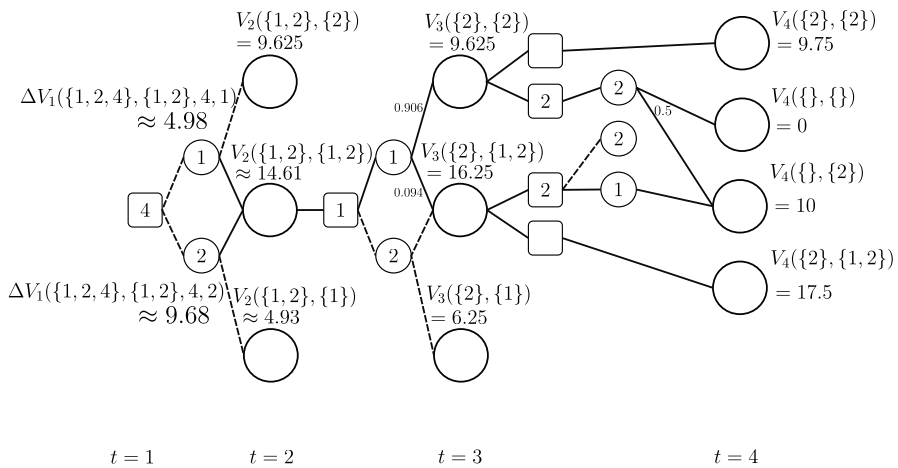 V_2({1, 2}, {2})
= 9.625
V_3({2}, {2})
= 9.625
V_4({2}, {2})
= 9.75
ΔV_1({1, 2, 4}, {1, 2}, 4, 1)
≈ 4.98
0.906
2
2
0.5
V_4({}, {})
= 0
1
V_2({1, 2}, {1, 2})
≈ 14.61
1
V_3({2}, {1, 2})
= 16.25
2
V_4({}, {2})
= 10
4
1
0.094
2
1
2
2
V_4({2}, {1, 2})
= 17.5
ΔV_1({1, 2, 4}, {1, 2}, 4, 2)
≈ 9.68
V_2({1, 2}, {1})
≈ 4.93
V_3({2}, {1})
= 6.25
t = 1
t = 2
t = 3
t = 4